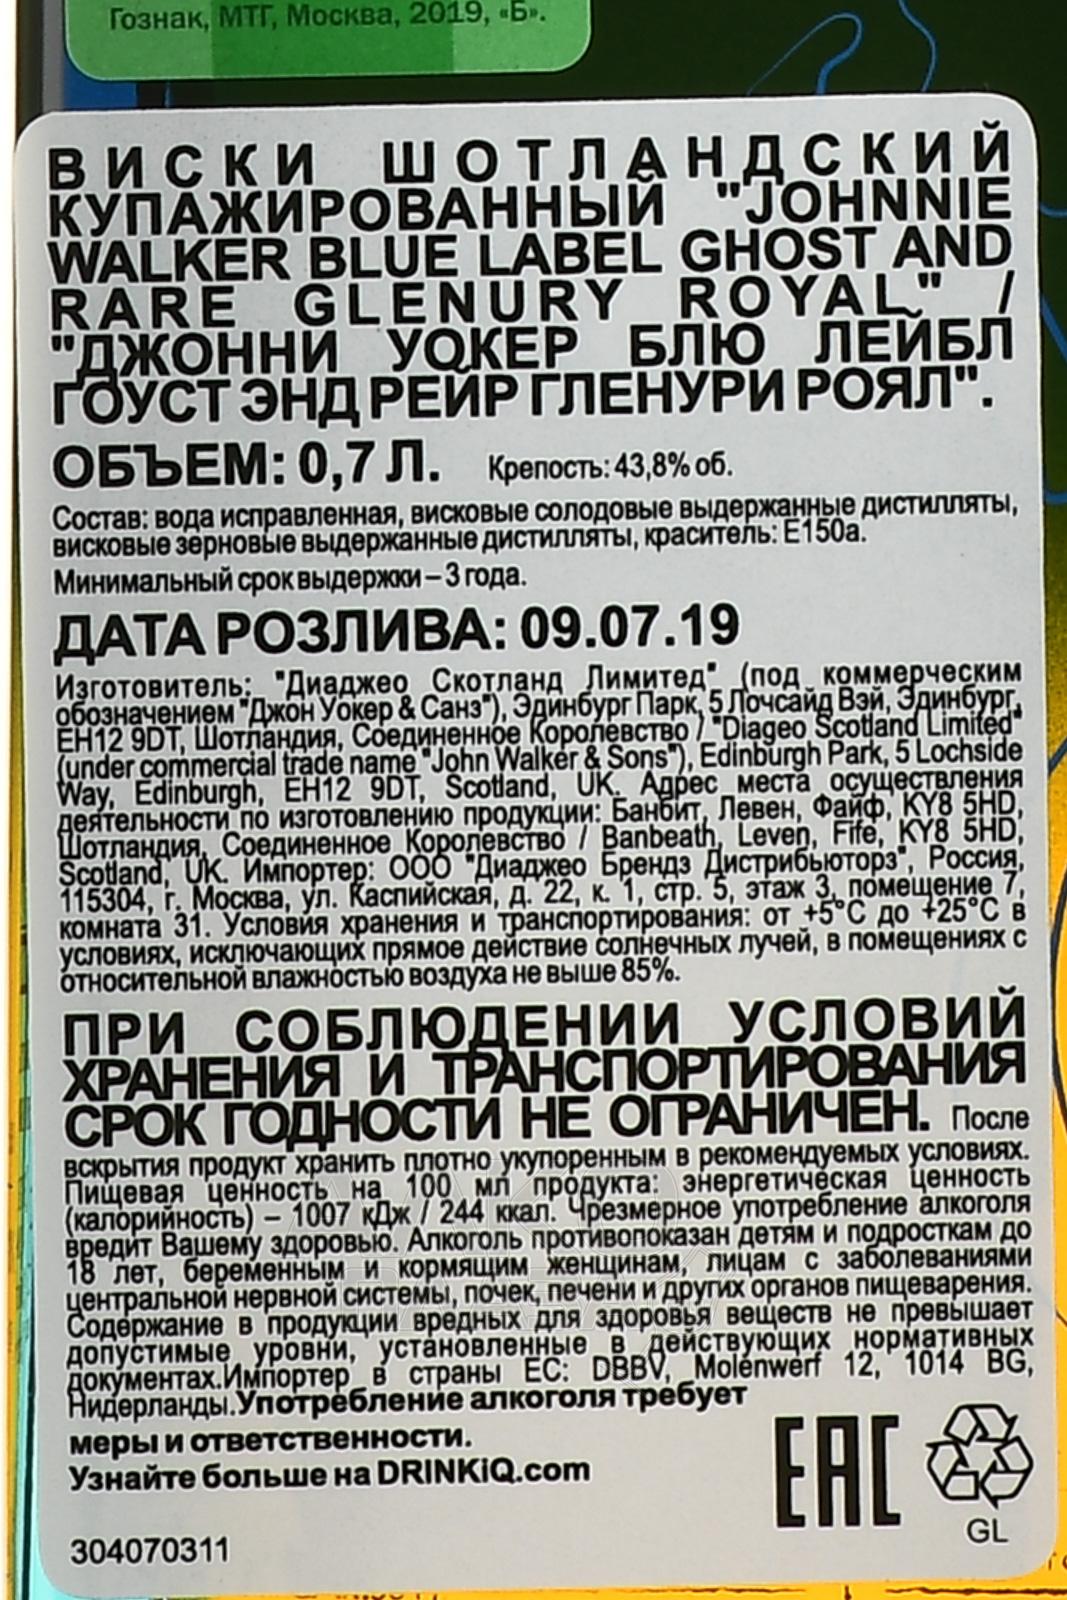 Гознак, МТГ, Москва, 2019, «Б».
ВИСКИ ШОТЛАНДСКИЙ
КУПАЖИРОВАННЫЙ "JOHNNIE
WALKER BLUE LABEL GHOST AND
RARE GLENURY ROYAL" /
"ДЖОННИ УОКЕР БЛЮ ЛЕЙБЛ
ГОУСТ ЭНД РЕЙР ГЛЕНУРИ РОЯЛ".
ОБЪЕМ: 0,7 Л. Крепость: 43,8% об.
Состав: вода исправленная, висковые солодовые выдержанные дистилляты,
висковые зерновые выдержанные дистилляты, краситель: Е150а.
Минимальный срок выдержки – 3 года.
ДАТА РОЗЛИВА: 09.07.19
Изготовитель: "Диаджео Скотланд Лимитед" (под коммерческим
обозначением "Джон Уокер & Санз"), Эдинбург Парк, 5 Лочсайд Вэй, Эдинбург,
EH12 9DT, Шотландия, Соединенное Королевство / "Diageo Scotland Limited"
(under commercial trade name "John Walker & Sons"), Edinburgh Park, 5 Lochside
Way, Edinburgh, EH12 9DT, Scotland, UK. Адрес места осуществления
деятельности по изготовлению продукции: Банбит, Левен, Файф, KY8 5HD,
Шотландия, Соединенное Королевство / Banbeath, Leven, Fife, KY8 5HD,
Scotland, UK. Импортер: ООО "Диаджео Брендз Дистрибьюторз", Россия,
115304, г. Москва, ул. Каспийская, д. 22, к. 1, стр. 5, этаж 3, помещение 7,
комната 31. Условия хранения и транспортирования: от +5°С до +25°С в
условиях, исключающих прямое действие солнечных лучей, в помещениях с
относительной влажностью воздуха не выше 85%.
ПРИ СОБЛЮДЕНИИ УСЛОВИЙ
ХРАНЕНИЯ И ТРАНСПОРТИРОВАНИЯ
СРОК ГОДНОСТИ НЕ ОГРАНИЧЕН. После
вскрытия продукт хранить плотно укупоренным в рекомендуемых условиях.
Пищевая ценность на 100 мл продукта: энергетическая ценность
(калорийность) – 1007 кДж / 244 ккал. Чрезмерное употребление алкоголя
вредит Вашему здоровью. Алкоголь противопоказан детям и подросткам до
18 лет, беременным и кормящим женщинам, лицам с заболеваниями
центральной нервной системы, почек, печени и других органов пищеварения.
Содержание в продукции вредных для здоровья веществ не превышает
допустимые уровни, установленные в действующих нормативных
документах.Импортер в страны ЕС: DBBV, Molenwerf 12, 1014 BG,
Нидерланды.Употребление алкоголя требует
меры и ответственности.
Узнайте больше на DRINKiQ.com
EAC
GL
304070311